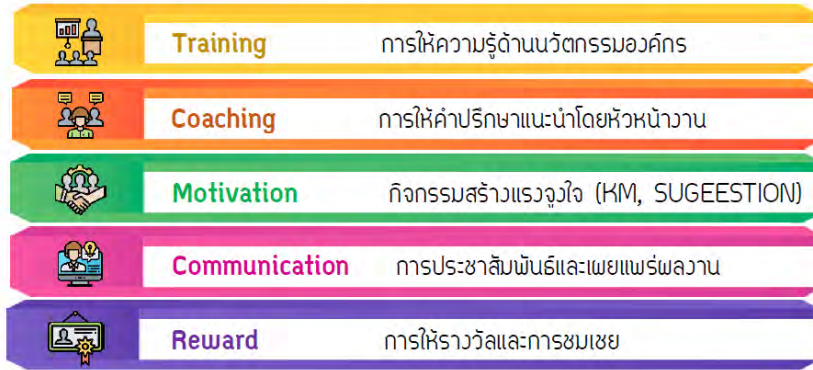 Training การให้ความรู้ด้านนวัตกรรมองค์กร
Coaching การให้คำปรึกษาแนะนำโดยหัวหน้างาน
Motivation กิจกรรมสร้างแรงจูงใจ (KM, SUGEESTION)
Communication การประชาสัมพันธ์และเผยแพร่ผลงาน
Reward การให้รางวัลและการชมเชย